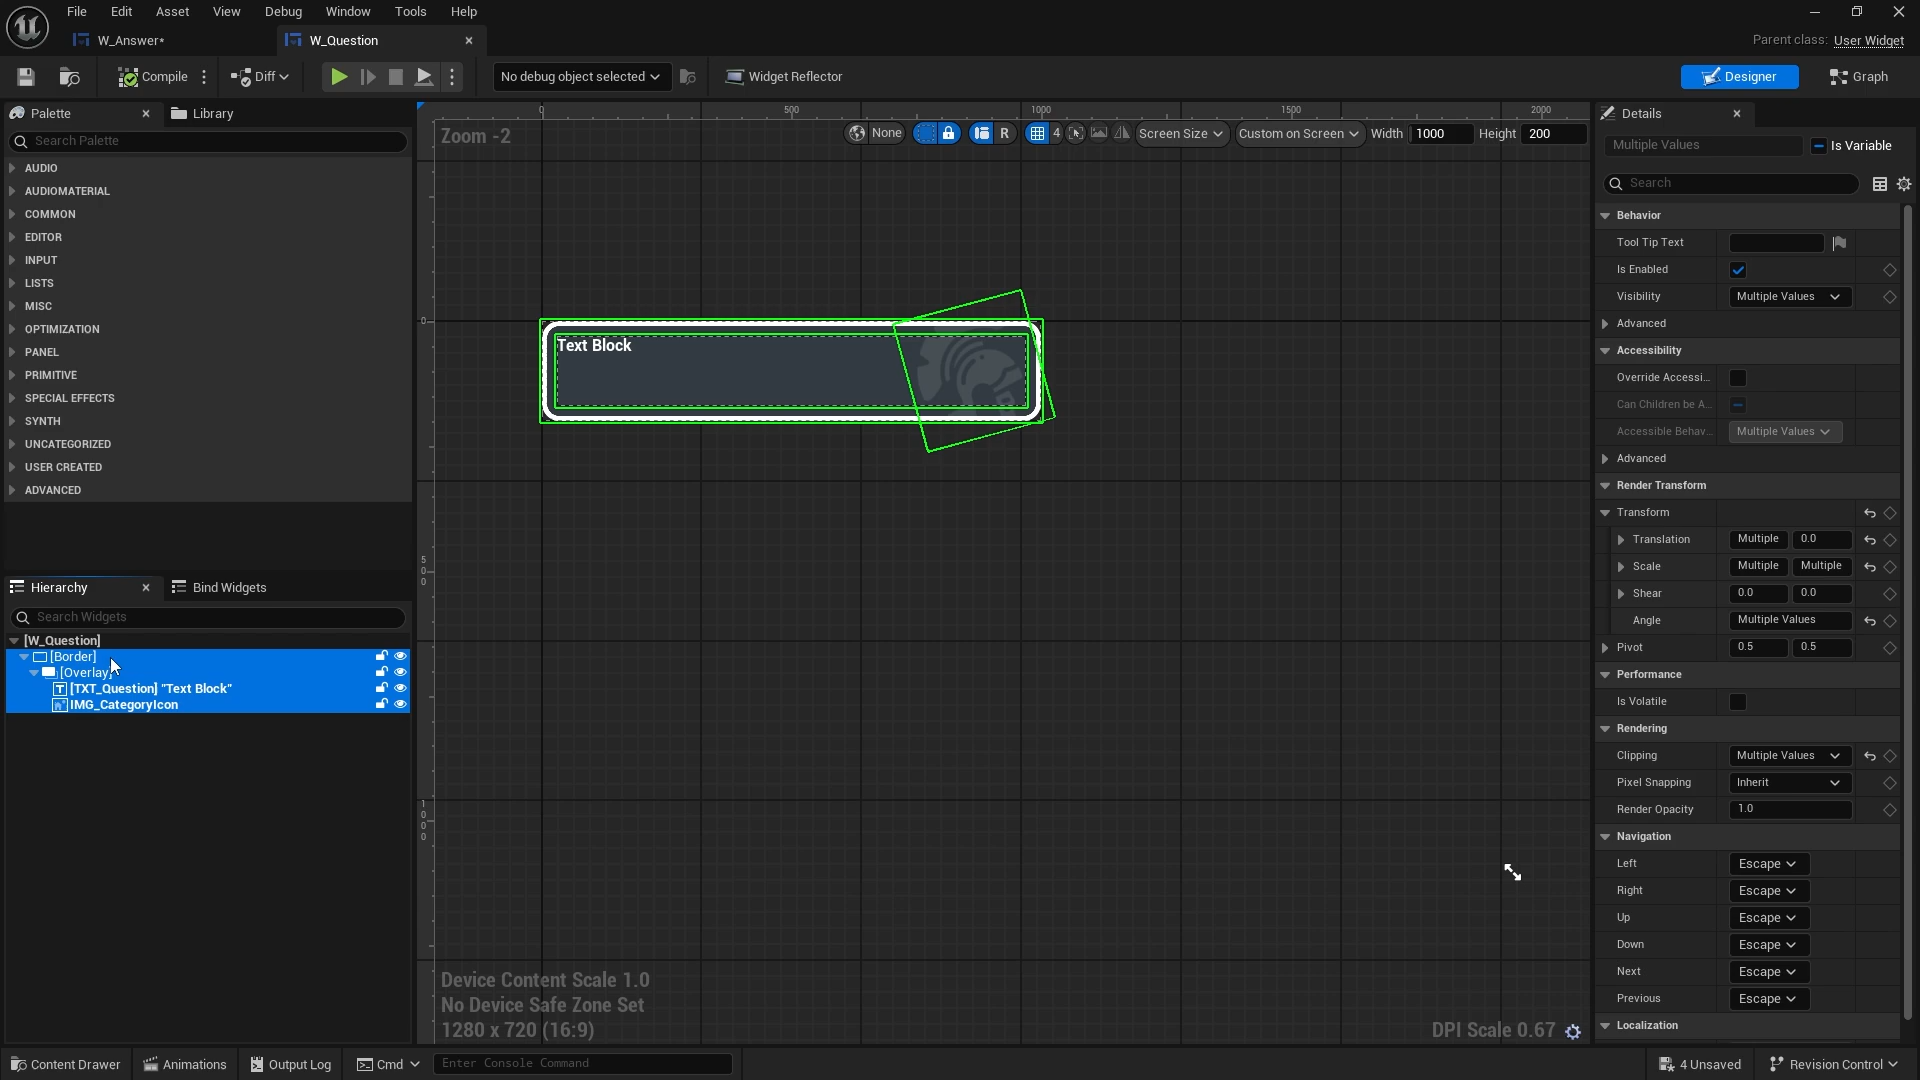 File Edit Asset View Debug Window Tools Help
W_Answer* W_Question
Parent class: User Widget
Compile Diff No debug object selected Widget Reflector Designer Graph
Palette Library
Search Palette
AUDIO
AUDIOMATERIAL
COMMON
EDITOR
INPUT
LISTS
MISC
OPTIMIZATION
PANEL
PRIMITIVE
SPECIAL EFFECTS
SYNTH
UNCATEGORIZED
USER CREATED
ADVANCED
Hierarchy Bind Widgets
Search Widgets
[W_Question]
[Border]
[Overlay]
[TXT_Question] "Text Block"
IMG_CategoryIcon
0 500 1000 1500 2000
Zoom -2
None R 4 Screen Size Custom on Screen Width 1000 Height 200
0
500
1000
Text Block
Device Content Scale 1.0
No Device Safe Zone Set
1280 x 720 (16:9)
DPI Scale 0.67
Details
Multiple Values Is Variable
Search
Behavior
Tool Tip Text
Is Enabled
Visibility Multiple Values
Advanced
Accessibility
Override Accessi...
Can Children be A...
Accessible Behav... Multiple Values
Advanced
Render Transform
Transform
Translation Multiple 0.0
Scale Multiple Multiple
Shear 0.0 0.0
Angle Multiple Values
Pivot 0.5 0.5
Performance
Is Volatile
Rendering
Clipping Multiple Values
Pixel Snapping Inherit
Render Opacity 1.0
Navigation
Left Escape
Right Escape
Up Escape
Down Escape
Next Escape
Previous Escape
Localization
Content Drawer Animations Output Log Cmd Enter Console Command 4 Unsaved Revision Control